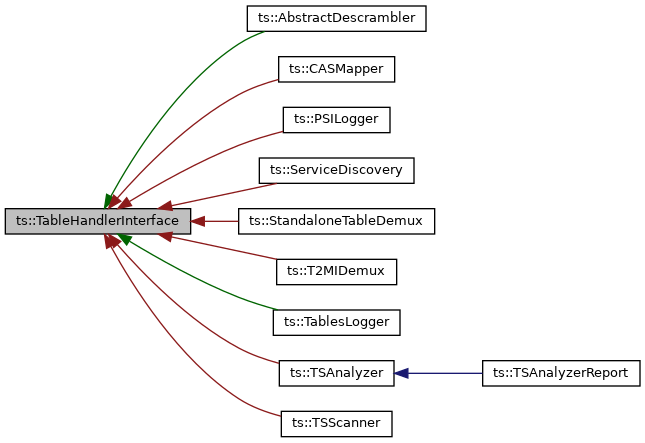 ts::AbstractDescrambler
ts::CASMapper
ts::PSILogger
ts::ServiceDiscovery
ts::TableHandlerInterface
ts::StandaloneTableDemux
ts::T2MIDemux
ts::TablesLogger
ts::TSAnalyzer
ts::TSAnalyzerReport
ts::TSScanner